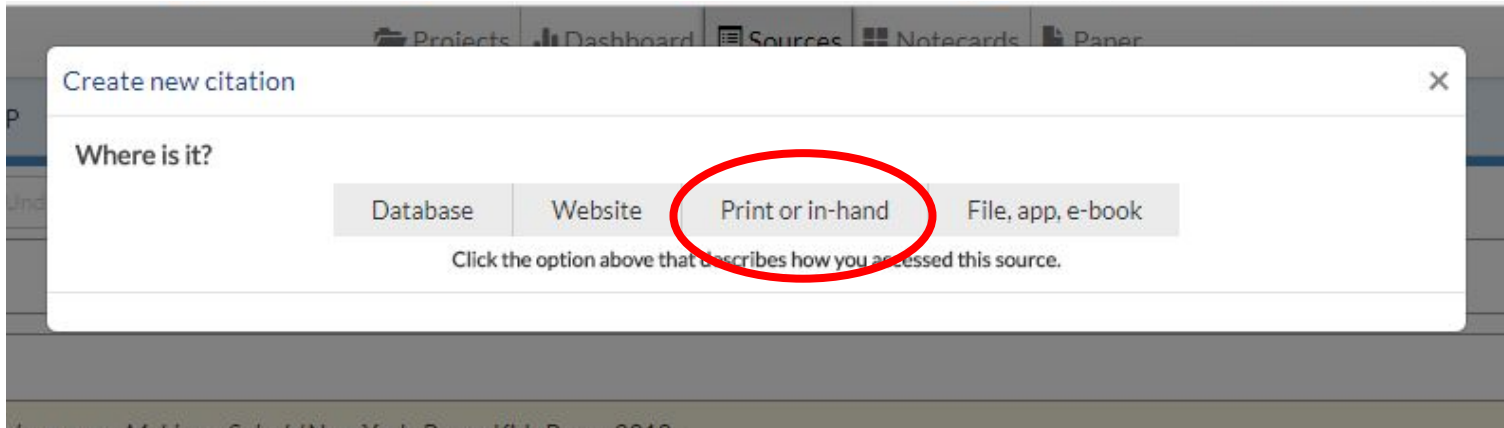 Projects Dashboard Sources Notecards Paper
Create new citation ×
P
Where is it?
Und
Database Website Print or in-hand File, app, e-book
Click the option above that describes how you accessed this source.